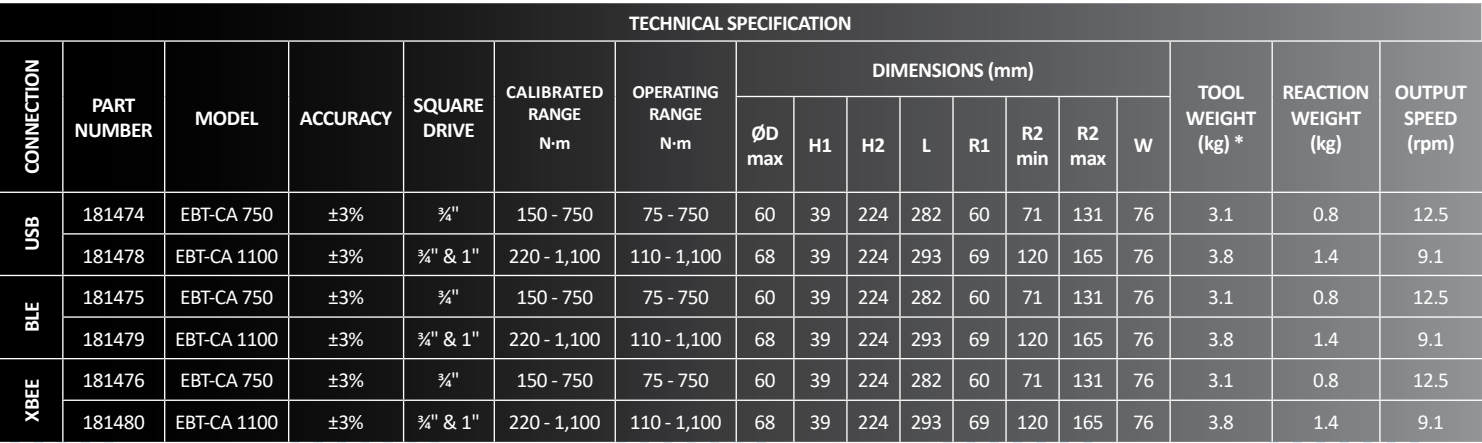 TECHNICAL SPECIFICATION
CONNECTION
PART NUMBER
MODEL
ACCURACY
SQUARE DRIVE
CALIBRATED RANGE N·m
OPERATING RANGE N·m
DIMENSIONS (mm)
ØD max
H1
H2
L
R1
R2 min
R2 max
W
TOOL WEIGHT (kg) *
REACTION WEIGHT (kg)
OUTPUT SPEED (rpm)
USB
181474 EBT-CA 750 ±3% ¾" 150 - 750 75 - 750 60 39 224 282 60 71 131 76 3.1 0.8 12.5
181478 EBT-CA 1100 ±3% ¾" & 1" 220 - 1,100 110 - 1,100 68 39 224 293 69 120 165 76 3.8 1.4 9.1
BLE
181475 EBT-CA 750 ±3% ¾" 150 - 750 75 - 750 60 39 224 282 60 71 131 76 3.1 0.8 12.5
181479 EBT-CA 1100 ±3% ¾" & 1" 220 - 1,100 110 - 1,100 68 39 224 293 69 120 165 76 3.8 1.4 9.1
XBEE
181476 EBT-CA 750 ±3% ¾" 150 - 750 75 - 750 60 39 224 282 60 71 131 76 3.1 0.8 12.5
181480 EBT-CA 1100 ±3% ¾" & 1" 220 - 1,100 110 - 1,100 68 39 224 293 69 120 165 76 3.8 1.4 9.1